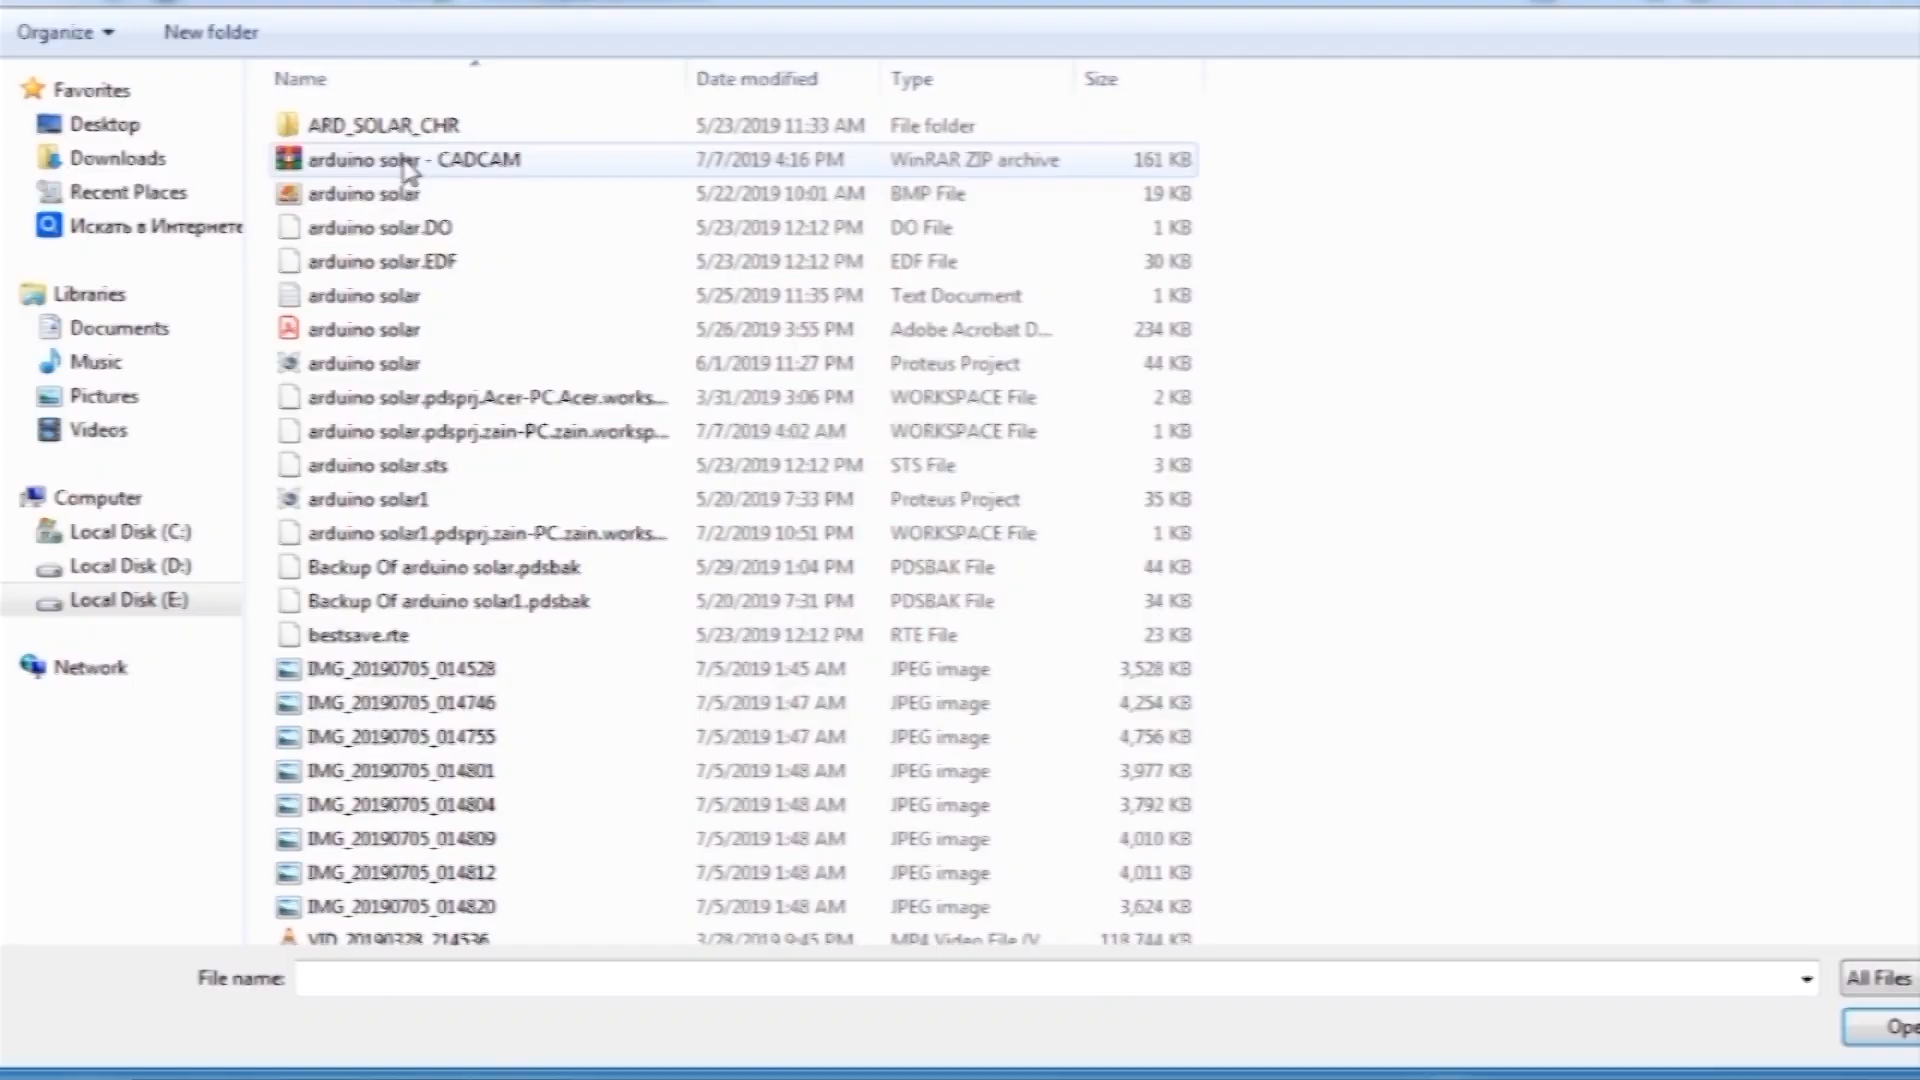 Organize New folder
Name Date modified Type Size
Favorites
Desktop
Downloads
Recent Places
Искать в Интернете
Libraries
Documents
Music
Pictures
Videos
Computer
Local Disk (C:)
Local Disk (D:)
Local Disk (E:)
Network
ARD_SOLAR_CHR 5/23/2019 11:33 AM File folder
arduino solar - CADCAM 7/7/2019 4:16 PM WinRAR ZIP archive 161 KB
arduino solar 5/22/2019 10:01 AM BMP File 19 KB
arduino solar.DO 5/23/2019 12:12 PM DO File 1 KB
arduino solar.EDF 5/23/2019 12:12 PM EDF File 30 KB
arduino solar 5/25/2019 11:35 PM Text Document 1 KB
arduino solar 5/26/2019 3:55 PM Adobe Acrobat D... 234 KB
arduino solar 6/1/2019 11:27 PM Proteus Project 44 KB
arduino solar.pdsprj.Acer-PC.Acer.works... 3/31/2019 3:06 PM WORKSPACE File 2 KB
arduino solar.pdsprj.zain-PC.zain.worksp... 7/7/2019 4:02 AM WORKSPACE File 1 KB
arduino solar.sts 5/23/2019 12:12 PM STS File 3 KB
arduino solar1 5/20/2019 7:33 PM Proteus Project 35 KB
arduino solar1.pdsprj.zain-PC.zain.works... 7/2/2019 10:51 PM WORKSPACE File 1 KB
Backup Of arduino solar.pdsbak 5/29/2019 1:04 PM PDSBAK File 44 KB
Backup Of arduino solar1.pdsbak 5/20/2019 7:31 PM PDSBAK File 34 KB
bestsave.rte 5/23/2019 12:12 PM RTE File 23 KB
IMG_20190705_014528 7/5/2019 1:45 AM JPEG image 3,528 KB
IMG_20190705_014746 7/5/2019 1:47 AM JPEG image 4,254 KB
IMG_20190705_014755 7/5/2019 1:47 AM JPEG image 4,756 KB
IMG_20190705_014801 7/5/2019 1:48 AM JPEG image 3,977 KB
IMG_20190705_014804 7/5/2019 1:48 AM JPEG image 3,792 KB
IMG_20190705_014809 7/5/2019 1:48 AM JPEG image 4,010 KB
IMG_20190705_014812 7/5/2019 1:48 AM JPEG image 4,011 KB
IMG_20190705_014820 7/5/2019 1:48 AM JPEG image 3,624 KB
VID_20190328_214536 3/28/2019 9:45 PM MP4 Video File (V... 118,744 KB
File name: All Files
Ope